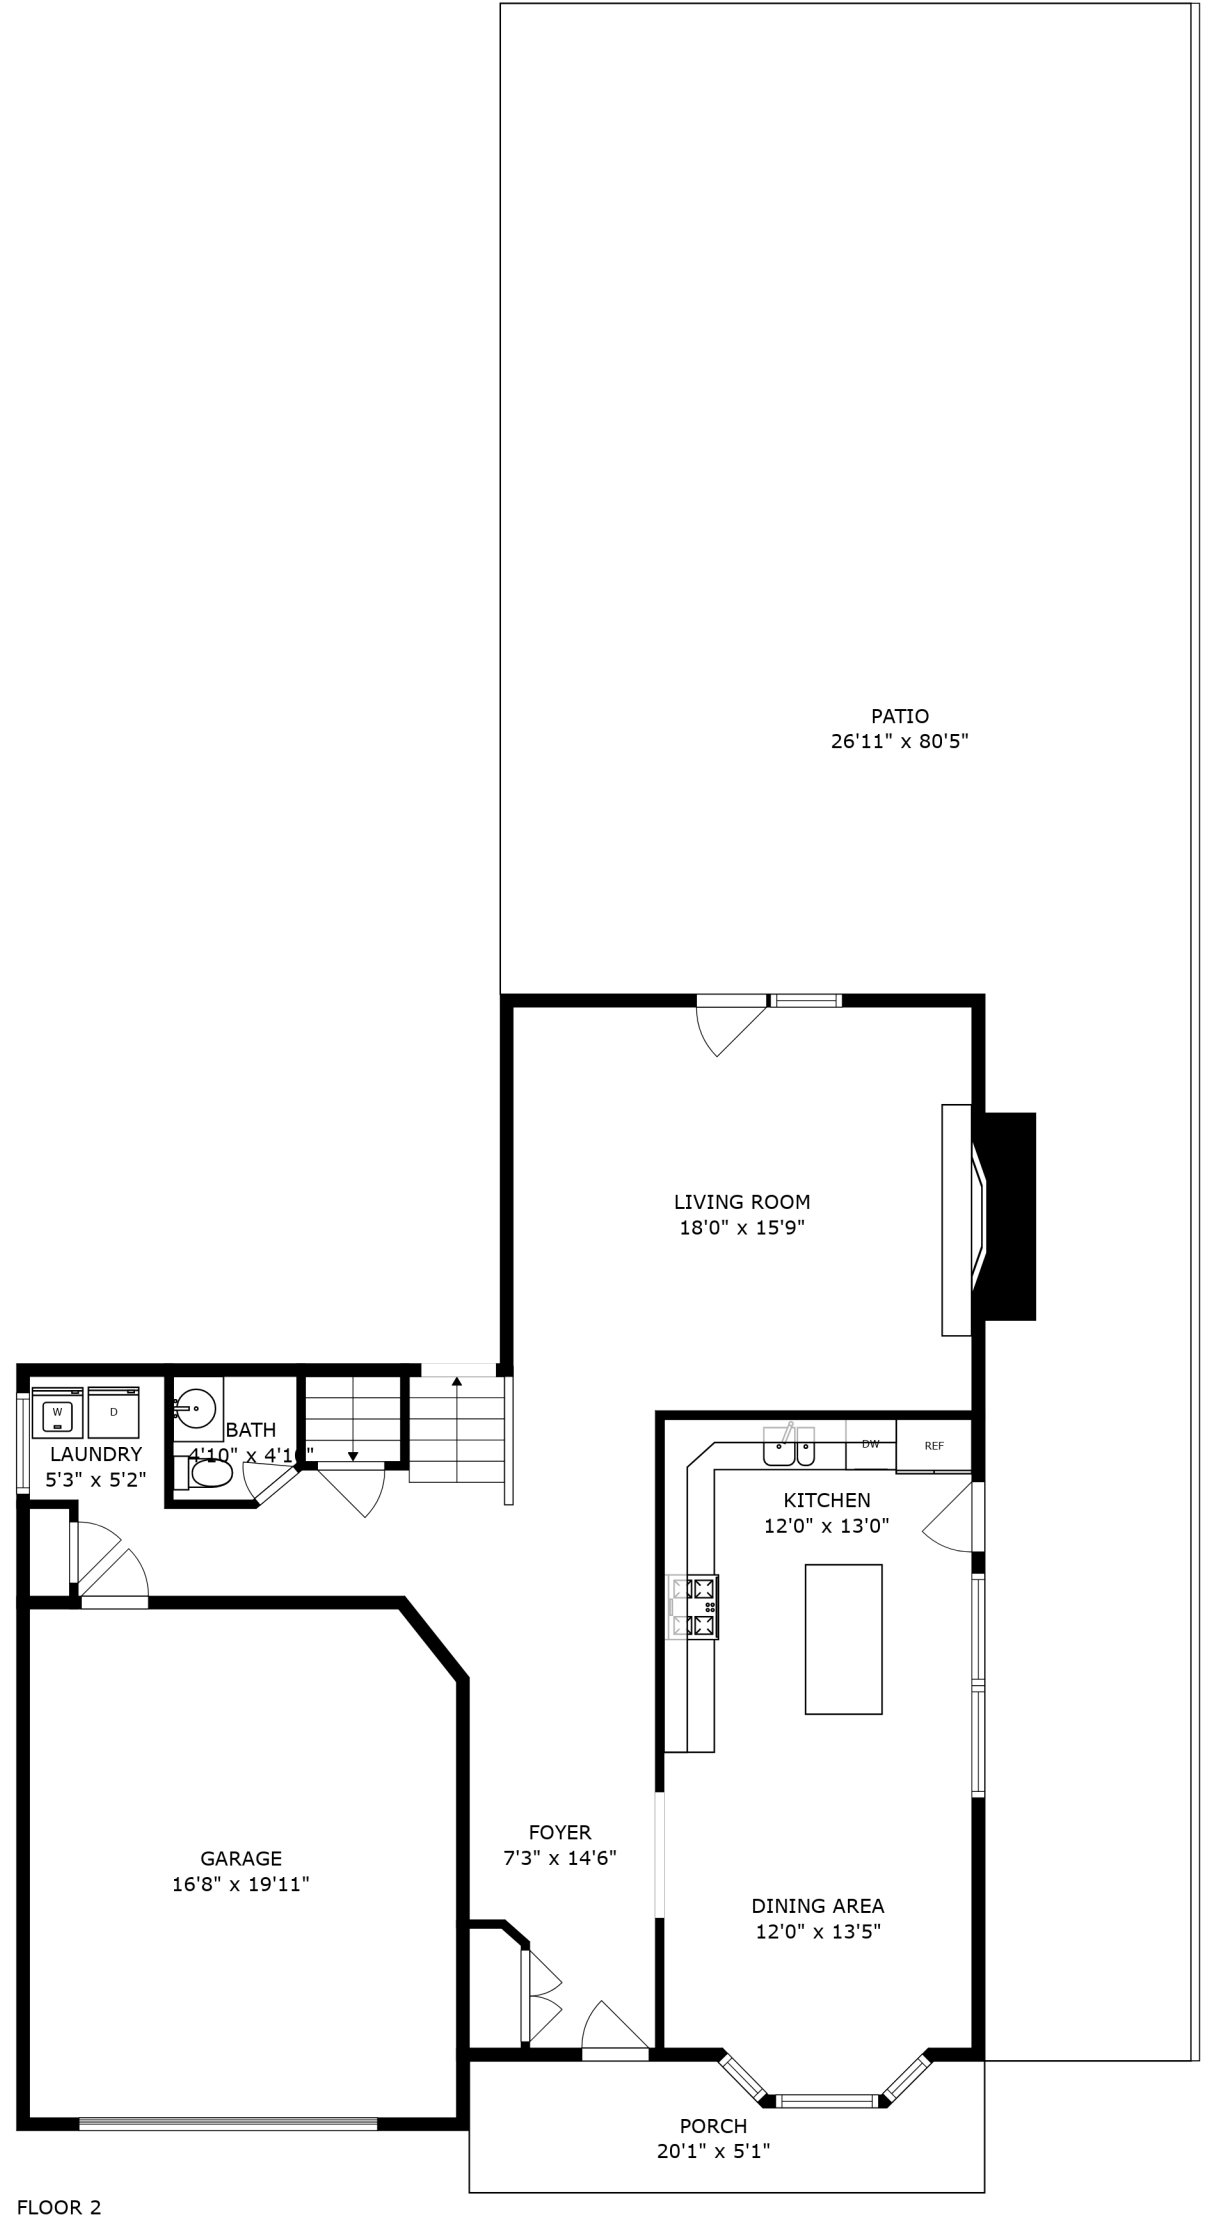 PATIO
26'11" x 80'5"
LIVING ROOM
18'0" x 15'9"
W
D
LAUNDRY
5'3" x 5'2"
BATH
4'10" x 4'10"
DW
REF
KITCHEN
12'0" x 13'0"
GARAGE
16'8" x 19'11"
FOYER
7'3" x 14'6"
DINING AREA
12'0" x 13'5"
PORCH
20'1" x 5'1"
FLOOR 2